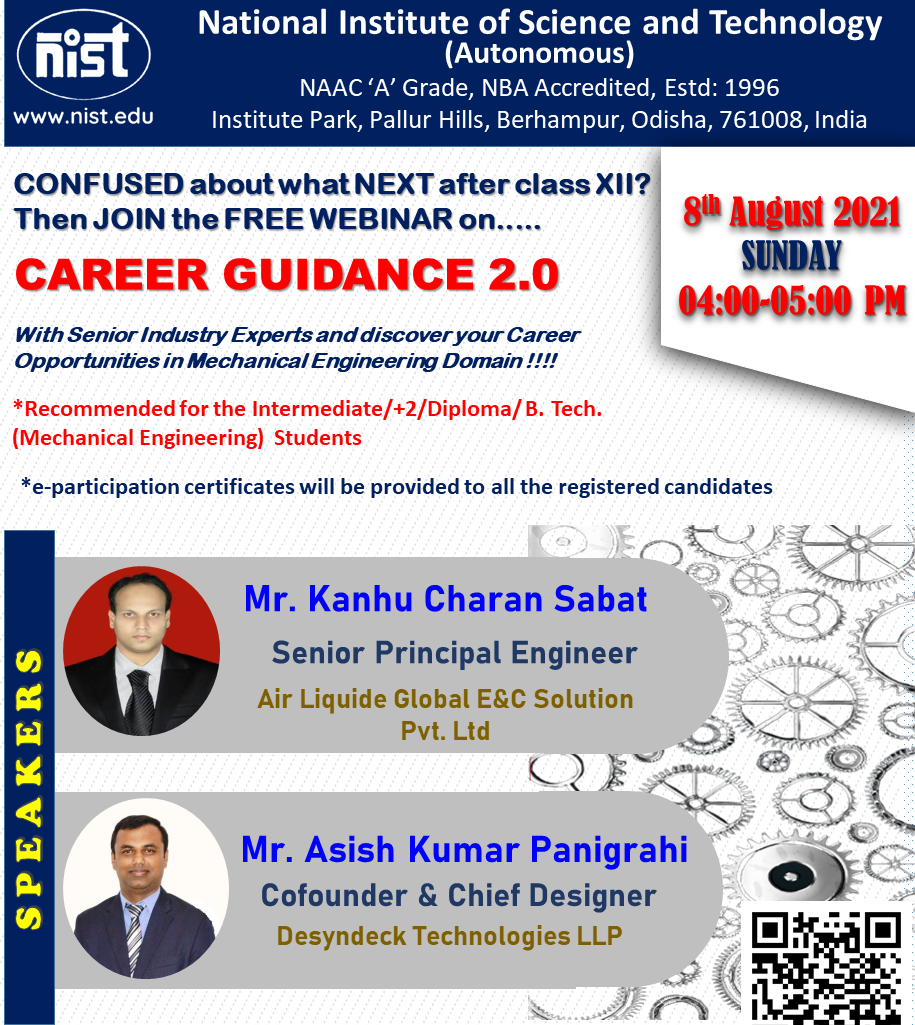 nist
www.nist.edu
National Institute of Science and Technology
(Autonomous)
NAAC ‘A’ Grade, NBA Accredited, Estd: 1996
Institute Park, Pallur Hills, Berhampur, Odisha, 761008, India
CONFUSED about what NEXT after class XII?
Then JOIN the FREE WEBINAR on.....
CAREER GUIDANCE 2.0
8th August 2021
SUNDAY
04:00-05:00 PM
With Senior Industry Experts and discover your Career
Opportunities in Mechanical Engineering Domain !!!!
*Recommended for the Intermediate/+2/Diploma/ B. Tech.
(Mechanical Engineering) Students
*e-participation certificates will be provided to all the registered candidates
SPEAKERS
Mr. Kanhu Charan Sabat
Senior Principal Engineer
Air Liquide Global E&C Solution
Pvt. Ltd
Mr. Asish Kumar Panigrahi
Cofounder & Chief Designer
Desyndeck Technologies LLP